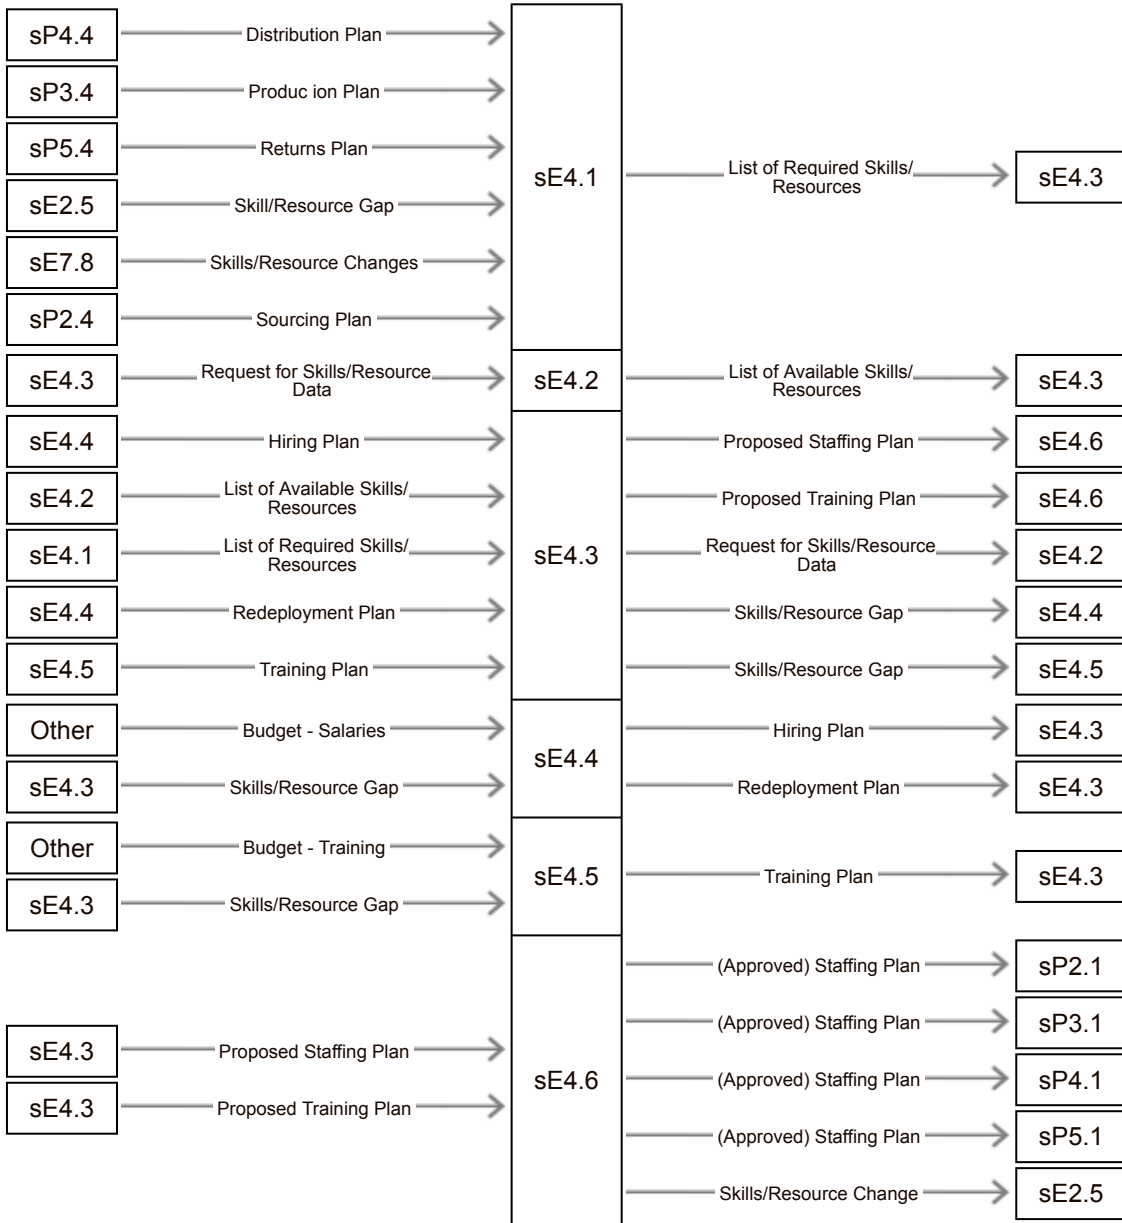 sP4.4
Distribution Plan
sP3.4
Produc ion Plan
sP5.4
Returns Plan
sE2.5
Skill/Resource Gap
sE7.8
Skills/Resource Changes
sP2.4
Sourcing Plan
sE4.1
List of Required Skills/
Resources
sE4.3
sE4.3
Request for Skills/Resource
Data
sE4.2
List of Available Skills/
Resources
sE4.3
sE4.4
Hiring Plan
sE4.2
List of Available Skills/
Resources
sE4.1
List of Required Skills/
Resources
sE4.4
Redeployment Plan
sE4.5
Training Plan
sE4.3
Proposed Staffing Plan
sE4.6
Proposed Training Plan
sE4.6
Request for Skills/Resource
Data
sE4.2
Skills/Resource Gap
sE4.4
Skills/Resource Gap
sE4.5
Other
Budget - Salaries
sE4.3
Skills/Resource Gap
sE4.4
Hiring Plan
sE4.3
Redeployment Plan
sE4.3
Other
Budget - Training
sE4.3
Skills/Resource Gap
sE4.5
Training Plan
sE4.3
sE4.3
Proposed Staffing Plan
sE4.3
Proposed Training Plan
sE4.6
(Approved) Staffing Plan
sP2.1
(Approved) Staffing Plan
sP3.1
(Approved) Staffing Plan
sP4.1
(Approved) Staffing Plan
sP5.1
Skills/Resource Change
sE2.5